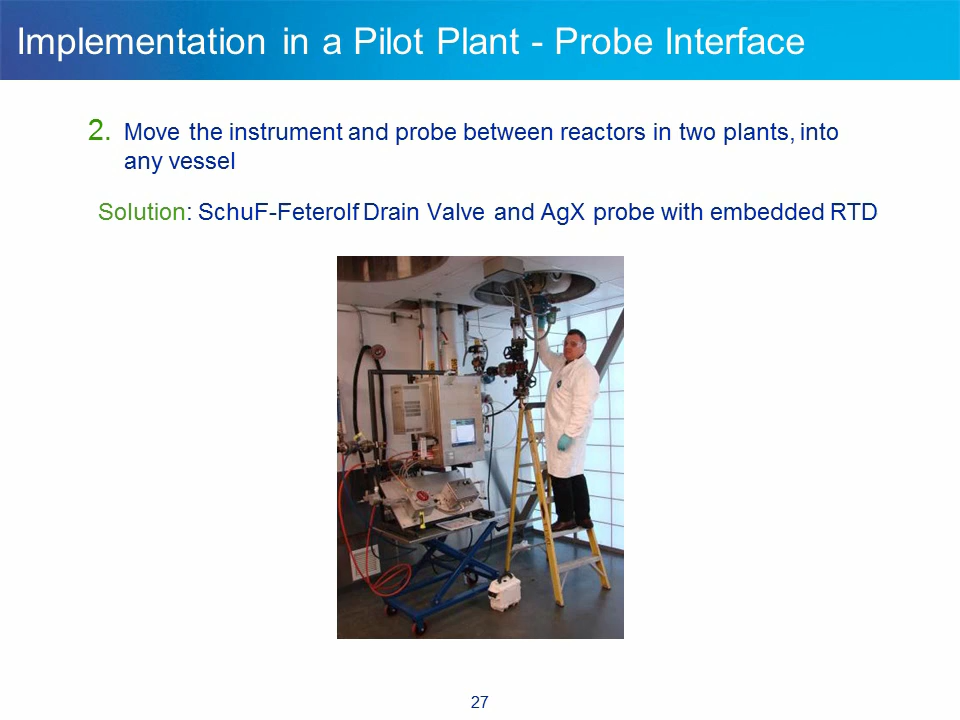 Implementation in a Pilot Plant - Probe Interface
2. Move the instrument and probe between reactors in two plants, into
any vessel
Solution: SchuF-Feterolf Drain Valve and AgX probe with embedded RTD
27